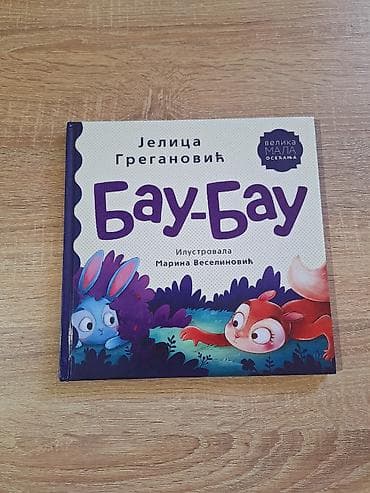 Јелица
Грегановић
велика
МАЛА
осећања
Бау-Бау
Илустровала
Марина Веселиновић